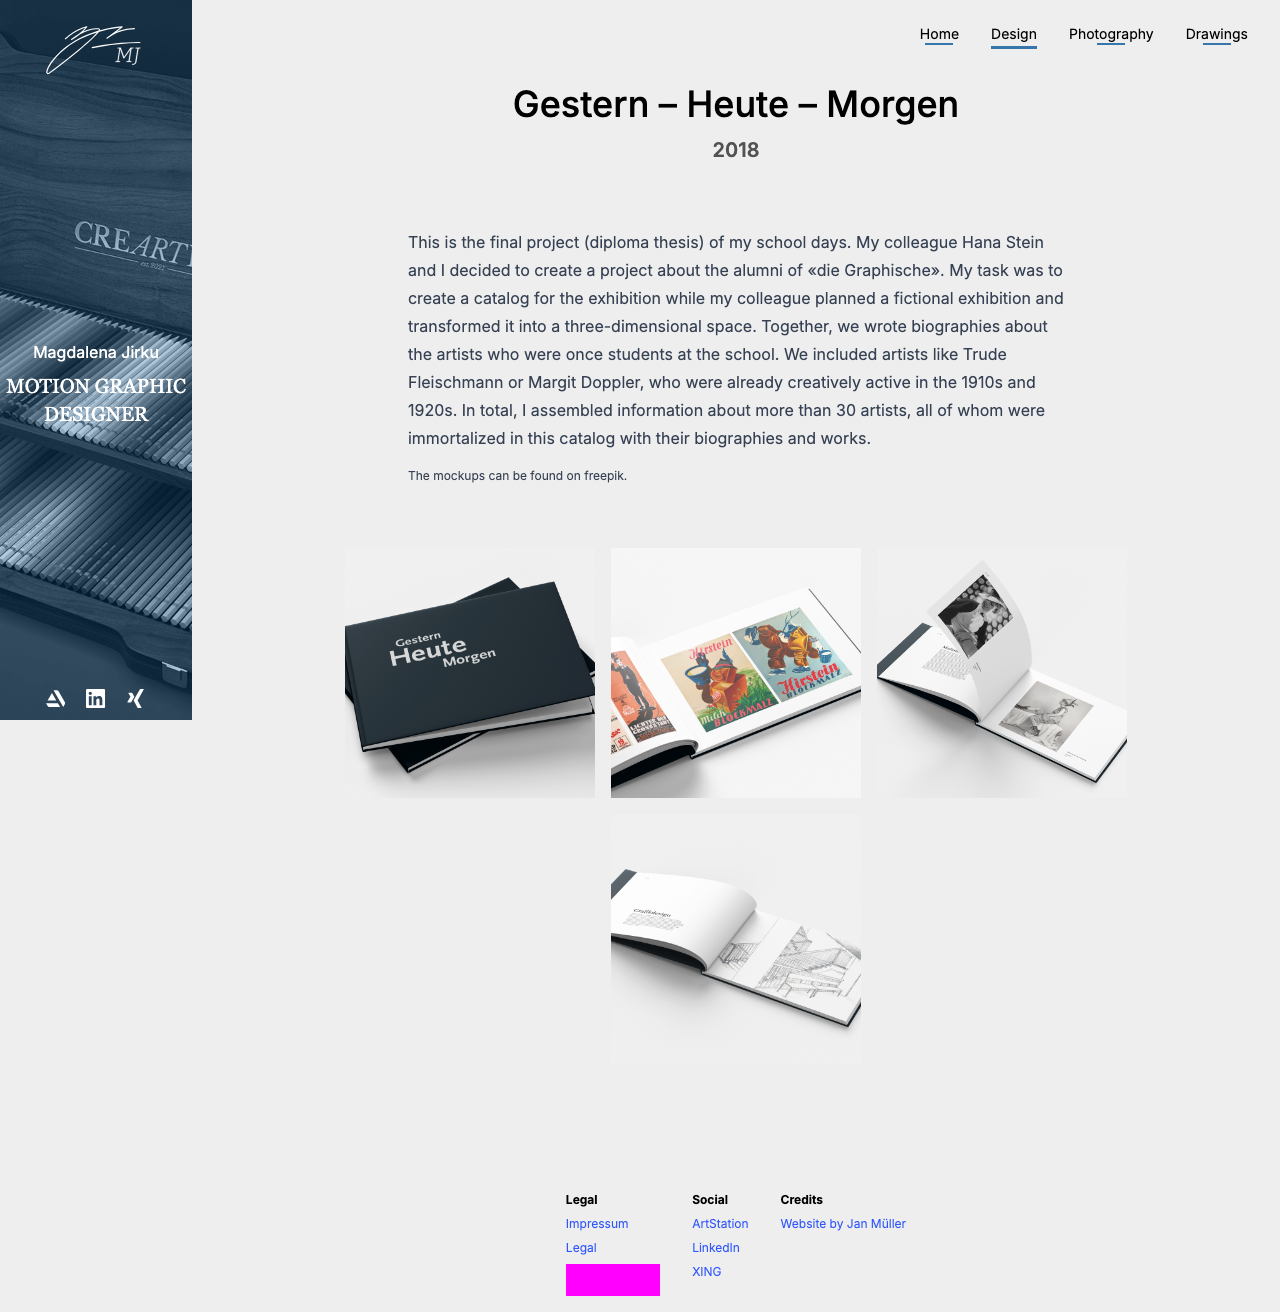 MJ
Home Design Photography Drawings
Gestern – Heute – Morgen
2018
CREARTI
est. 2021
Magdalena Jirku
MOTION GRAPHIC
DESIGNER
This is the final project (diploma thesis) of my school days. My colleague Hana Stein
and I decided to create a project about the alumni of «die Graphische». My task was to
create a catalog for the exhibition while my colleague planned a fictional exhibition and
transformed it into a three-dimensional space. Together, we wrote biographies about
the artists who were once students at the school. We included artists like Trude
Fleischmann or Margit Doppler, who were already creatively active in the 1910s and
1920s. In total, I assembled information about more than 30 artists, all of whom were
immortalized in this catalog with their biographies and works.
The mockups can be found on freepik.
Gestern
Heute
Morgen
Hirstein
Milch
BLOCKMALZ
Hirstein
BLOCKMALZ
Grafikdesign
Legal
Impressum
Legal
Social
ArtStation
LinkedIn
XING
Credits
Website by Jan Müller